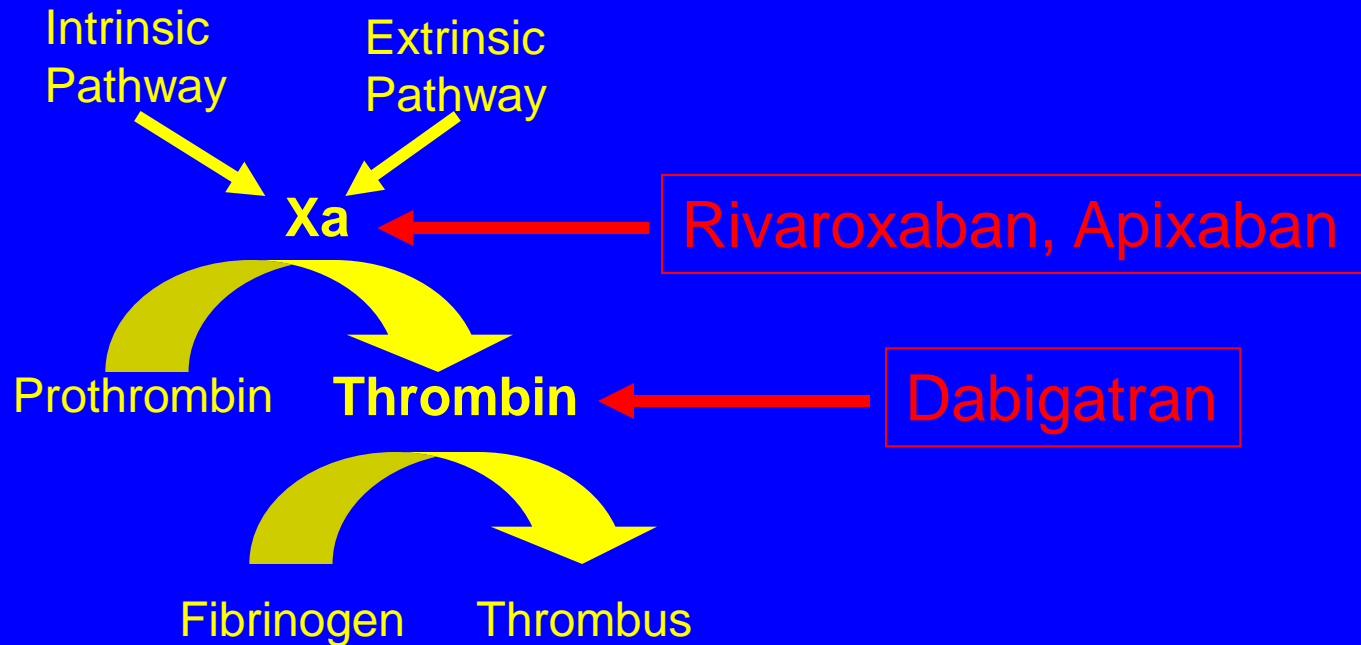 Intrinsic
Pathway
Extrinsic
Pathway
Xa
Rivaroxaban, Apixaban
Prothrombin
Thrombin
Dabigatran
Fibrinogen
Thrombus